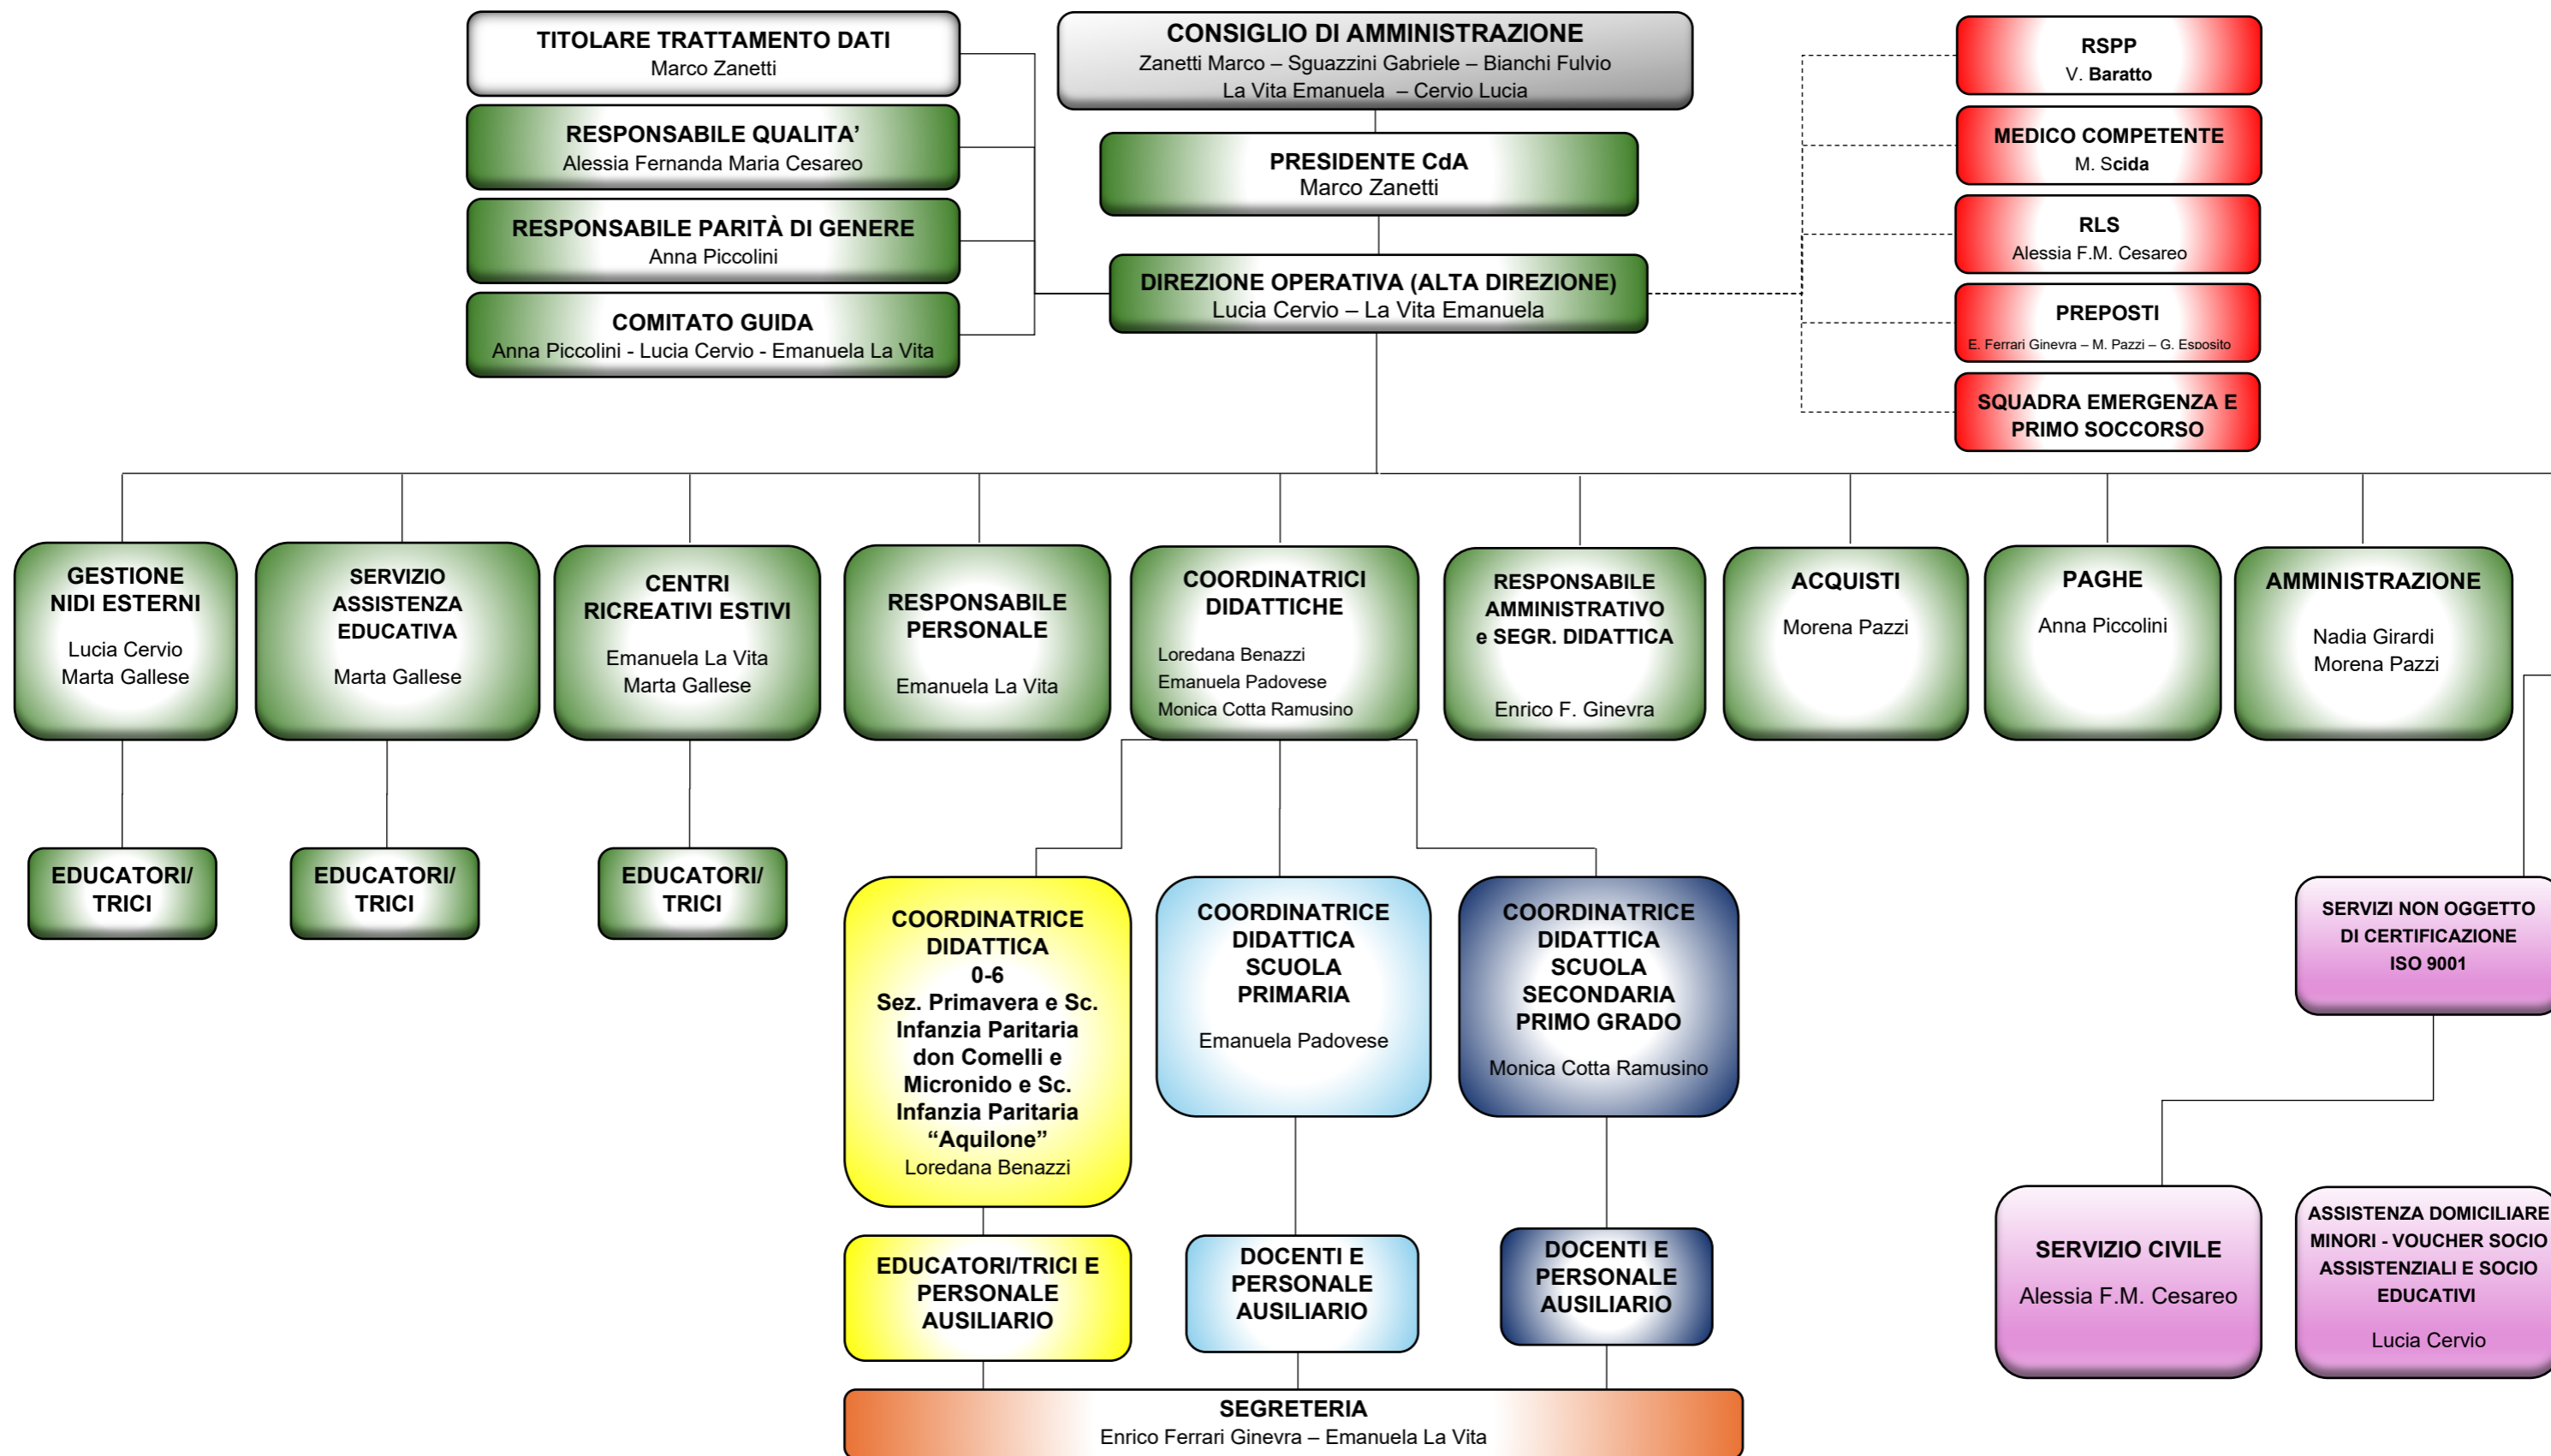 TITOLARE TRATTAMENTO DATI
Marco Zanetti
CONSIGLIO DI AMMINISTRAZIONE
Zanetti Marco – Sguazzini Gabriele – Bianchi Fulvio
La Vita Emanuela – Cervio Lucia
RSPP
V. Baratto
RESPONSABILE QUALITA’
Alessia Fernanda Maria Cesareo
PRESIDENTE CdA
Marco Zanetti
MEDICO COMPETENTE
M. Scida
RESPONSABILE PARITÀ DI GENERE
Anna Piccolini
RLS
Alessia F.M. Cesareo
DIREZIONE OPERATIVA (ALTA DIREZIONE)
Lucia Cervio – La Vita Emanuela
COMITATO GUIDA
Anna Piccolini - Lucia Cervio - Emanuela La Vita
PREPOSTI
E. Ferrari Ginevra – M. Pazzi – G. Esposito
SQUADRA EMERGENZA E
PRIMO SOCCORSO
GESTIONE
NIDI ESTERNI
Lucia Cervio
Marta Gallese
SERVIZIO
ASSISTENZA
EDUCATIVA
Marta Gallese
CENTRI
RICREATIVI ESTIVI
Emanuela La Vita
Marta Gallese
RESPONSABILE
PERSONALE
Emanuela La Vita
COORDINATRICI
DIDATTICHE
Loredana Benazzi
Emanuela Padovese
Monica Cotta Ramusino
RESPONSABILE
AMMINISTRATIVO
e SEGR. DIDATTICA
Enrico F. Ginevra
ACQUISTI
Morena Pazzi
PAGHE
Anna Piccolini
AMMINISTRAZIONE
Nadia Girardi
Morena Pazzi
EDUCATORI/
TRICI
EDUCATORI/
TRICI
EDUCATORI/
TRICI
COORDINATRICE
DIDATTICA
0-6
Sez. Primavera e Sc.
Infanzia Paritaria
don Comelli e
Micronido e Sc.
Infanzia Paritaria
“Aquilone”
Loredana Benazzi
COORDINATRICE
DIDATTICA
SCUOLA
PRIMARIA
Emanuela Padovese
COORDINATRICE
DIDATTICA
SCUOLA
SECONDARIA
PRIMO GRADO
Monica Cotta Ramusino
SERVIZI NON OGGETTO
DI CERTIFICAZIONE
ISO 9001
EDUCATORI/TRICI E
PERSONALE
AUSILIARIO
DOCENTI E
PERSONALE
AUSILIARIO
DOCENTI E
PERSONALE
AUSILIARIO
SERVIZIO CIVILE
Alessia F.M. Cesareo
ASSISTENZA DOMICILIARE
MINORI - VOUCHER SOCIO
ASSISTENZIALI E SOCIO
EDUCATIVI
Lucia Cervio
SEGRETERIA
Enrico Ferrari Ginevra – Emanuela La Vita